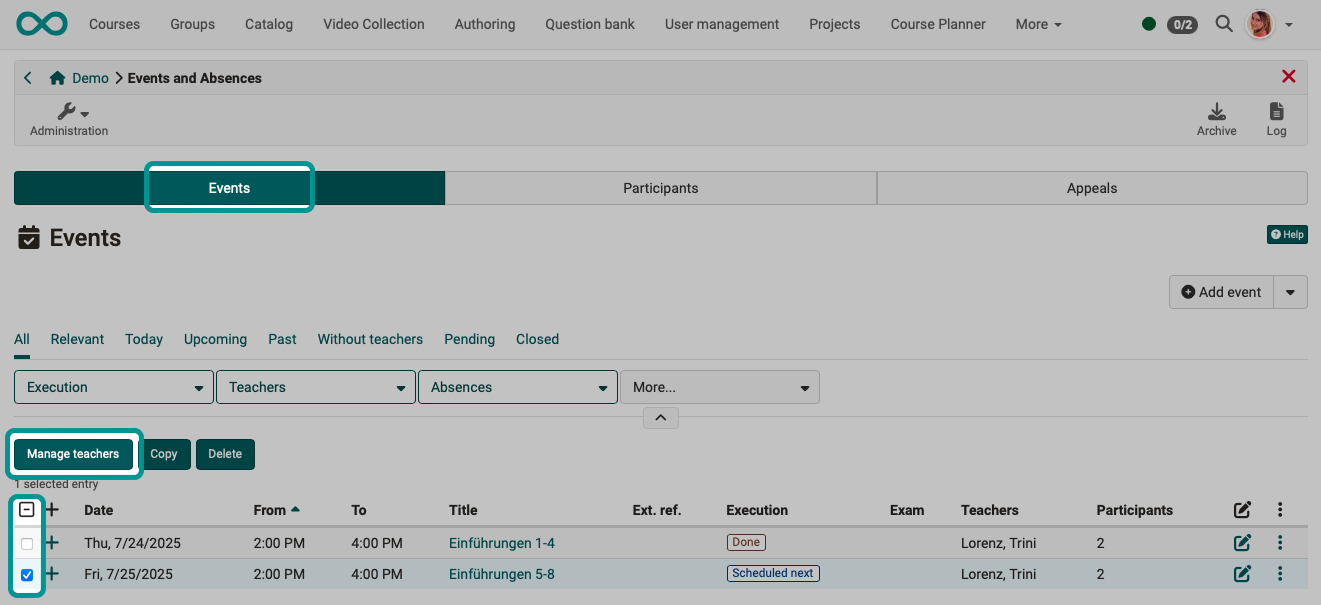 Courses Groups Catalog Video Collection Authoring Question bank User management Projects Course Planner More 0/2
Demo Events and Absences
Administration Archive Log
Events Participants Appeals
Events Help
Add event
All Relevant Today Upcoming Past Without teachers Pending Closed
Execution Teachers Absences More...
Manage teachers Copy Delete
1 selected entry
Date From To Title Ext. ref. Execution Exam Teachers Participants
Thu, 7/24/2025 2:00 PM 4:00 PM Einführungen 1-4 Done Lorenz, Trini 2
Fri, 7/25/2025 2:00 PM 4:00 PM Einführungen 5-8 Scheduled next Lorenz, Trini 2